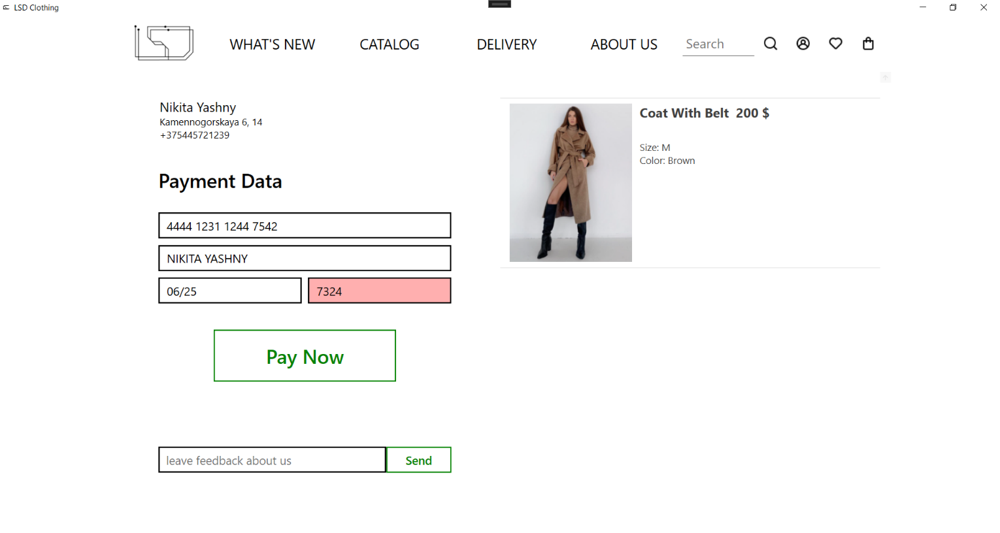 LSD Clothing
WHAT'S NEW
CATALOG
DELIVERY
ABOUT US
Search
Nikita Yashny
Kamennogorskaya 6, 14
+375445721239
Payment Data
4444 1231 1244 7542
NIKITA YASHNY
06/25
7324
Pay Now
leave feedback about us
Send
Coat With Belt 200 $
Size: M
Color: Brown